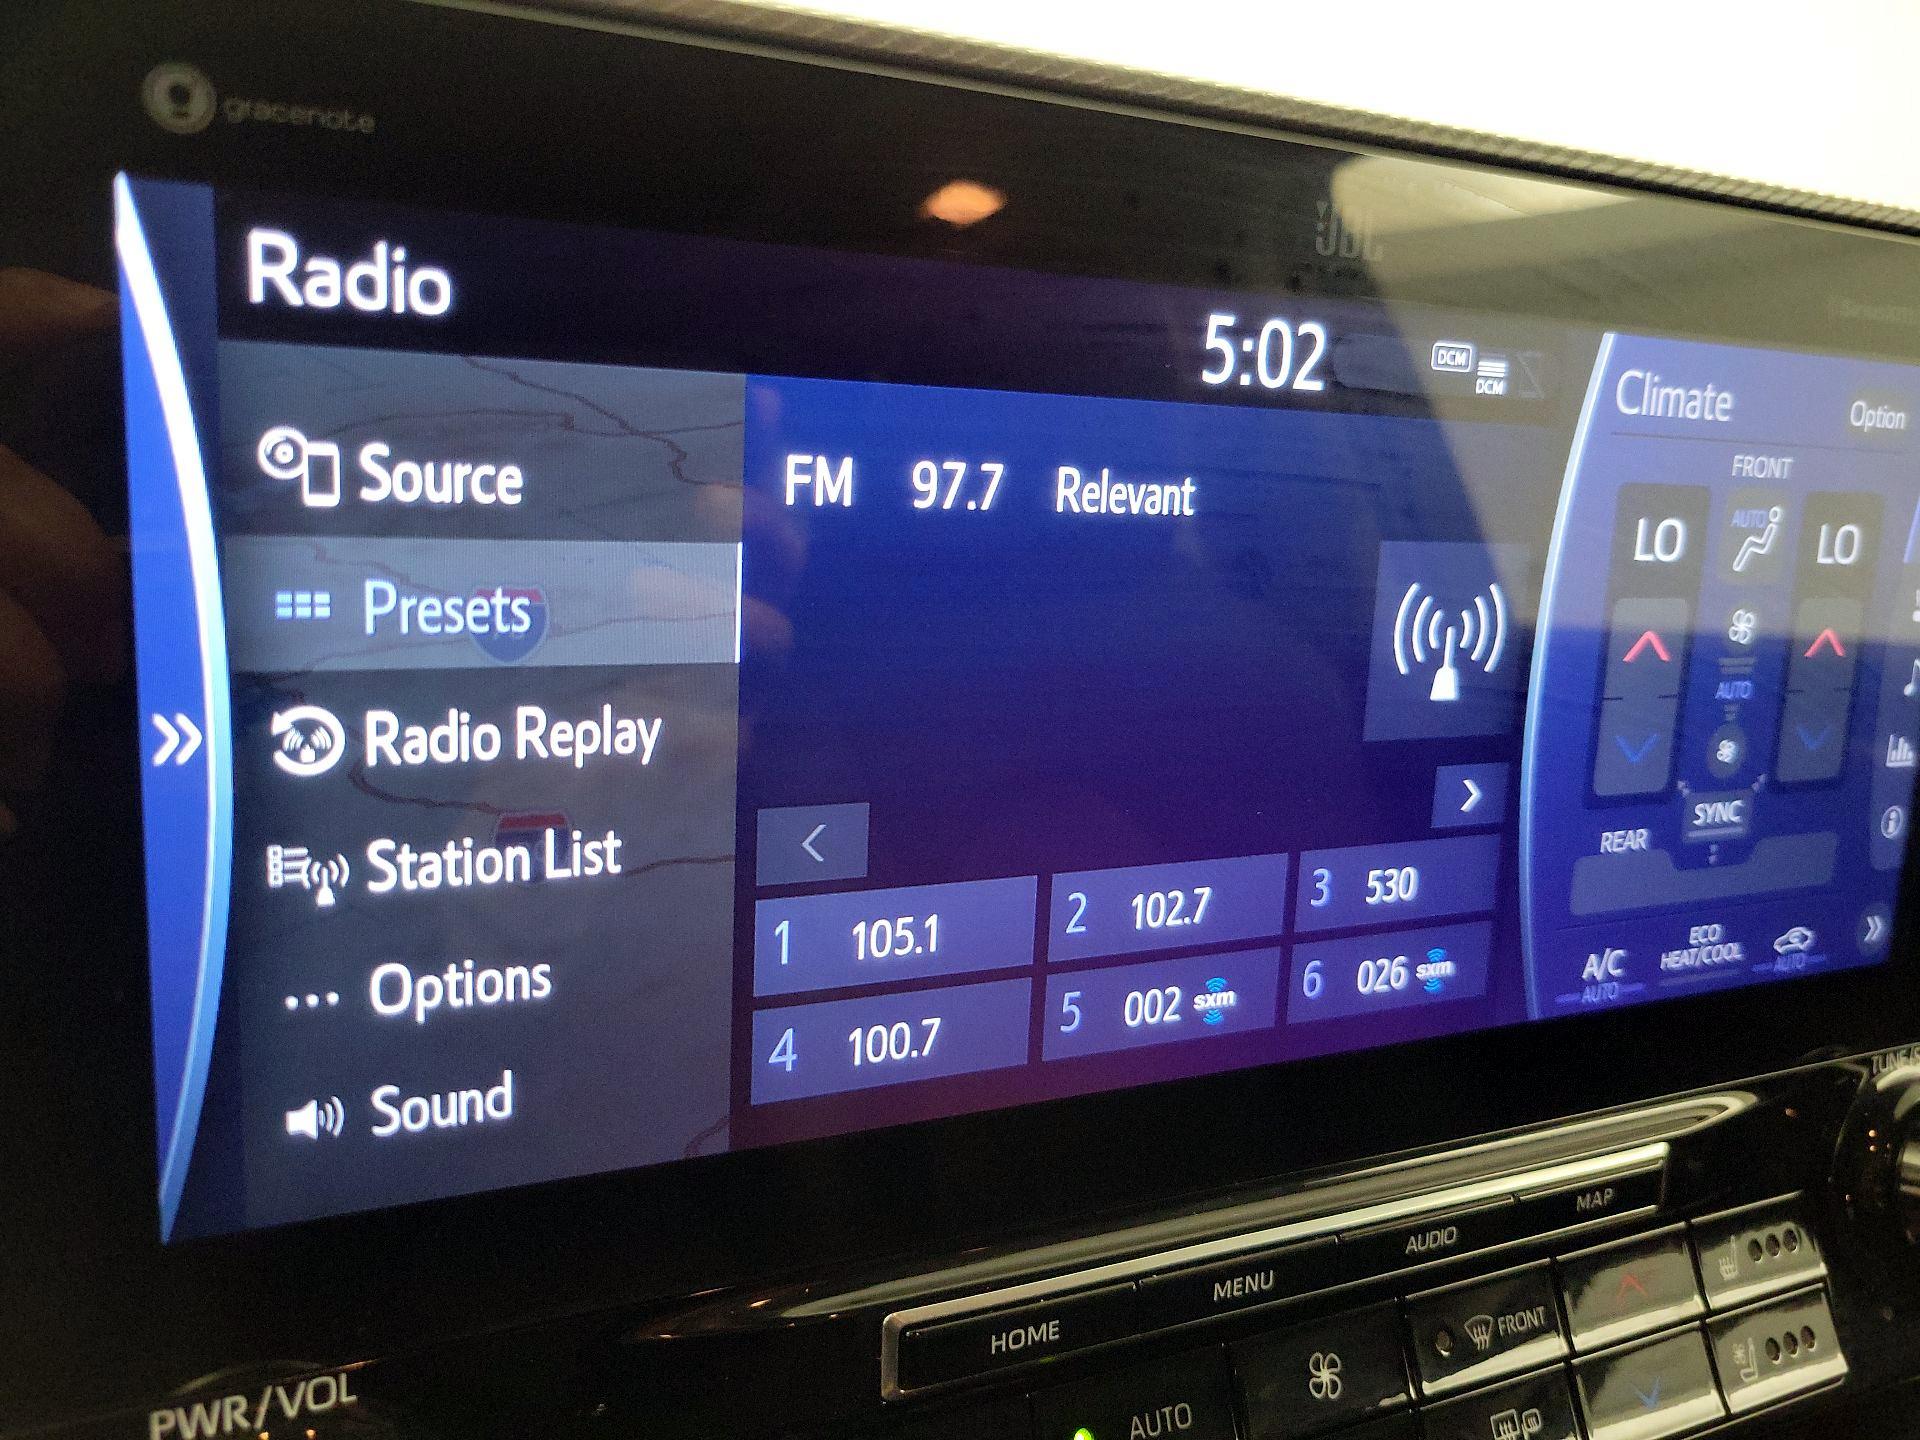 gracenote
JBL
Radio
5:02
DCM
DCM
Source
Presets
Radio Replay
Station List
Options
Sound
FM 97.7 Relevant
1 105.1
2 102.7
3 530
4 100.7
5 002 sxm
6 026 sxm
Climate
Option
FRONT
LO
AUTO
LO
AUTO
SYNC
REAR
A/C
AUTO
ECO
HEAT/COOL
AUTO
HOME
MENU
AUDIO
MAP
FRONT
AUTO
PWR/VOL